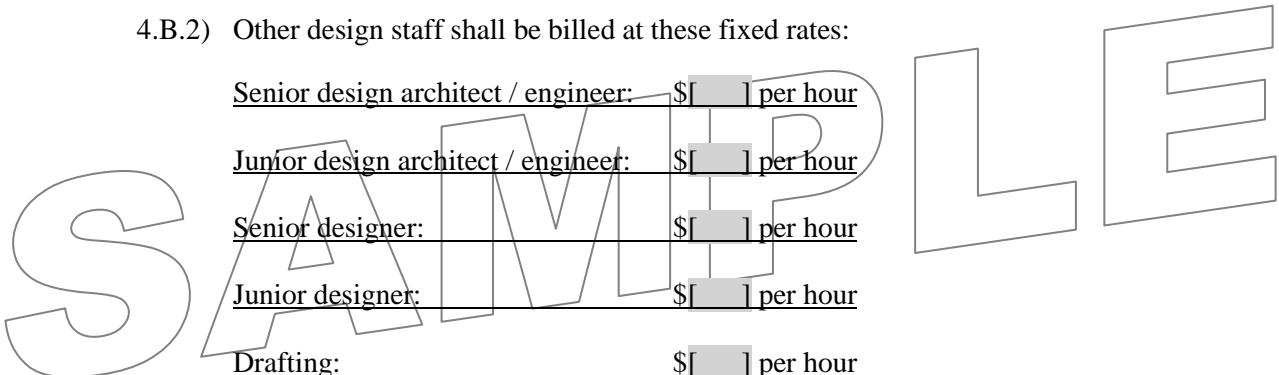 4.B.2) Other design staff shall be billed at these fixed rates:
Senior design architect / engineer: $[ ] per hour
Junior design architect / engineer: $[ ] per hour
Senior designer: $[ ] per hour
Junior designer: $[ ] per hour
Drafting: $[ ] per hour
SAMPLE